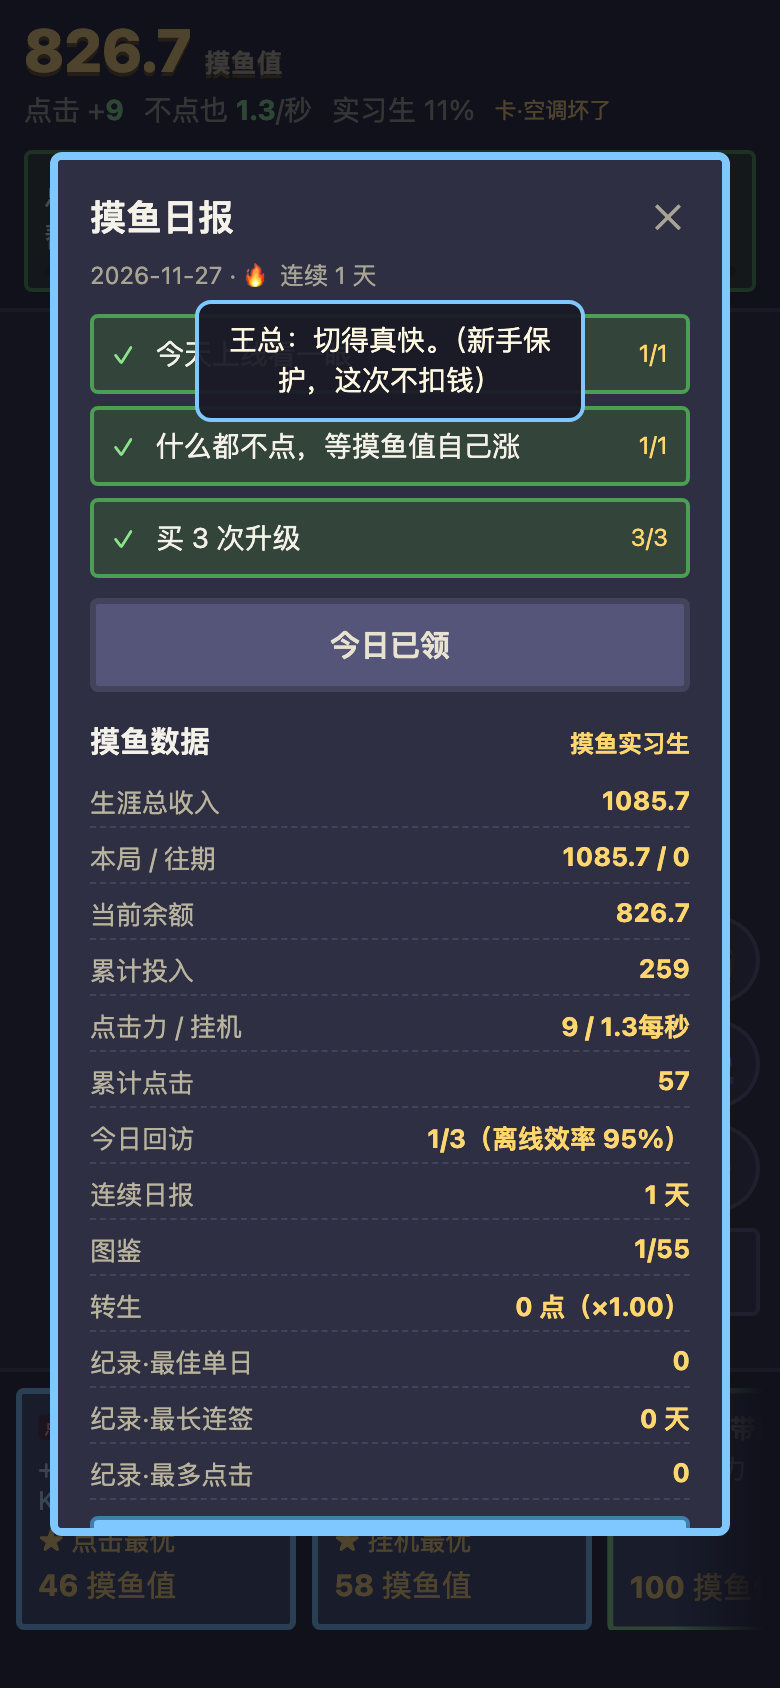 826.7 摸鱼值
点击 +9 不点也 1.3/秒 实习生 11% 卡·空调坏了
摸鱼日报
2026-11-27 · 🔥 连续 1 天
王总：切得真快。（新手保
护，这次不扣钱）
✓ 今天上线看一眼 1/1
✓ 什么都不点，等摸鱼值自己涨 1/1
✓ 买 3 次升级 3/3
今日已领
摸鱼数据 摸鱼实习生
生涯总收入 1085.7
本局 / 往期 1085.7 / 0
当前余额 826.7
累计投入 259
点击力 / 挂机 9 / 1.3每秒
累计点击 57
今日回访 1/3（离线效率 95%）
连续日报 1 天
图鉴 1/55
转生 0 点（×1.00）
纪录·最佳单日 0
纪录·最长连签 0 天
纪录·最多点击 0
★ 点击最优 ★ 挂机最优
46 摸鱼值 58 摸鱼值 100 摸鱼